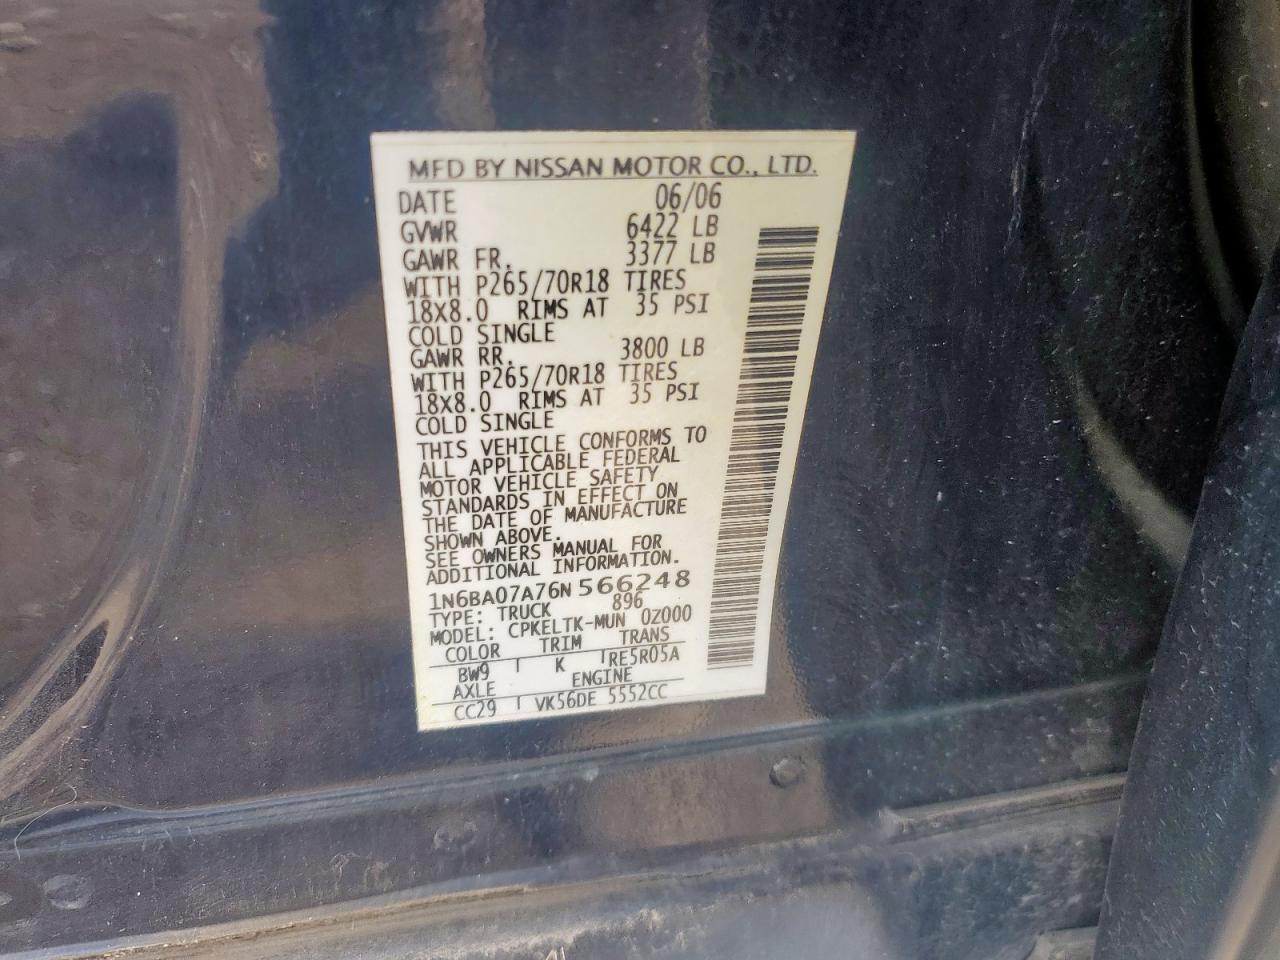 MFD BY NISSAN MOTOR CO., LTD.
DATE 06/06
GVWR 6422 LB
GAWR FR. 3377 LB
WITH P265/70R18 TIRES
18X8.0 RIMS AT 35 PSI
COLD SINGLE
GAWR RR. 3800 LB
WITH P265/70R18 TIRES
18X8.0 RIMS AT 35 PSI
COLD SINGLE
THIS VEHICLE CONFORMS TO
ALL APPLICABLE FEDERAL
MOTOR VEHICLE SAFETY
STANDARDS IN EFFECT ON
THE DATE OF MANUFACTURE
SHOWN ABOVE.
SEE OWNERS MANUAL FOR
ADDITIONAL INFORMATION.
1N6BA07A76N566248
TYPE: TRUCK 896
MODEL: CPKELTK-MUN 0Z000
COLOR TRIM TRANS
BW9 K RE5R05A
AXLE ENGINE
CC29 VK56DE 5552CC